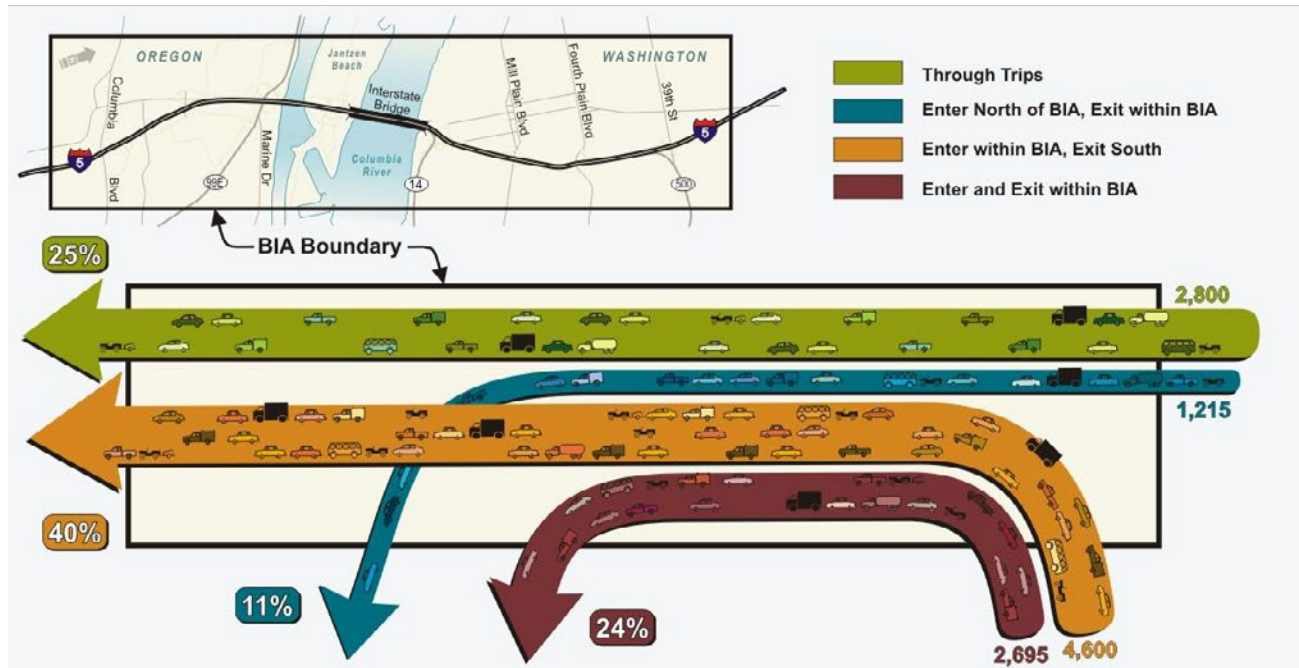 OREGON
Jantzen
Beach
WASHINGTON
Columbia
Blvd
Interstate
Bridge
Mill Plain Blvd
Fourth Plain Blvd
39th St
5
5
Marine Dr
Columbia
River
99E
14
500
Through Trips
Enter North of BIA, Exit within BIA
Enter within BIA, Exit South
Enter and Exit within BIA
BIA Boundary
25%
2,800
1,215
40%
11%
24%
2,695
4,600